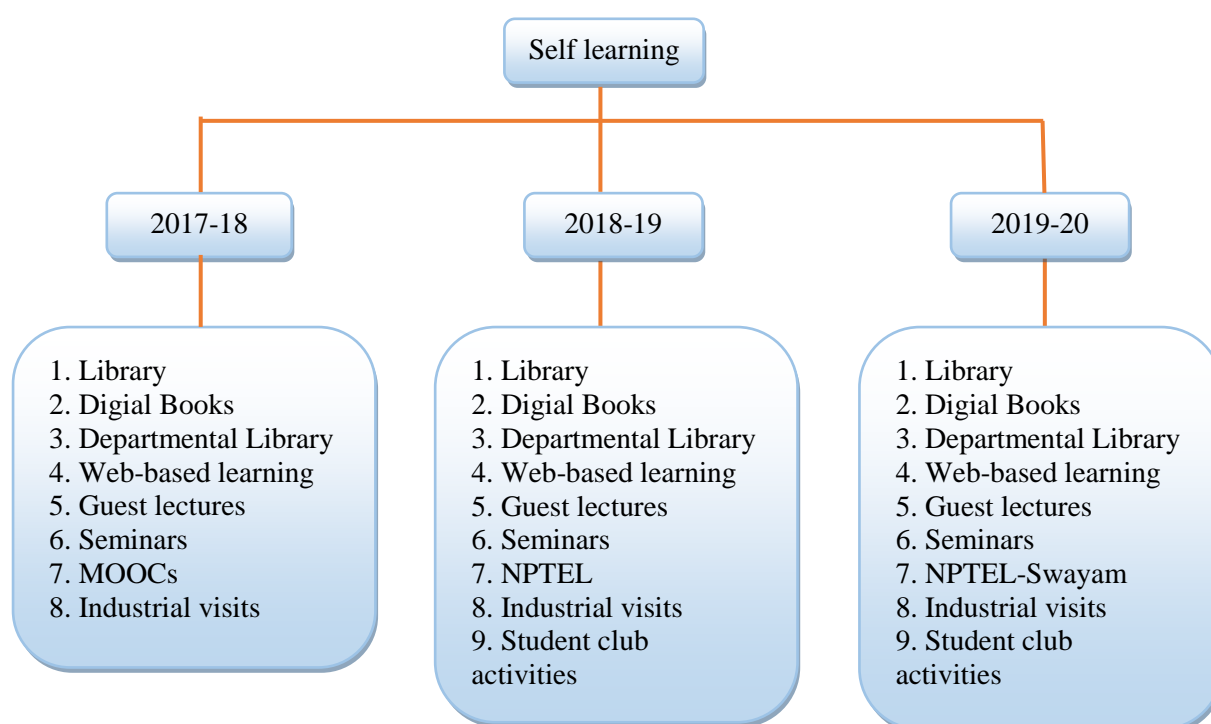 Self learning
2017-18
2018-19
2019-20
1. Library
2. Digial Books
3. Departmental Library
4. Web-based learning
5. Guest lectures
6. Seminars
7. MOOCs
8. Industrial visits
1. Library
2. Digial Books
3. Departmental Library
4. Web-based learning
5. Guest lectures
6. Seminars
7. NPTEL
8. Industrial visits
9. Student club
activities
1. Library
2. Digial Books
3. Departmental Library
4. Web-based learning
5. Guest lectures
6. Seminars
7. NPTEL-Swayam
8. Industrial visits
9. Student club
activities